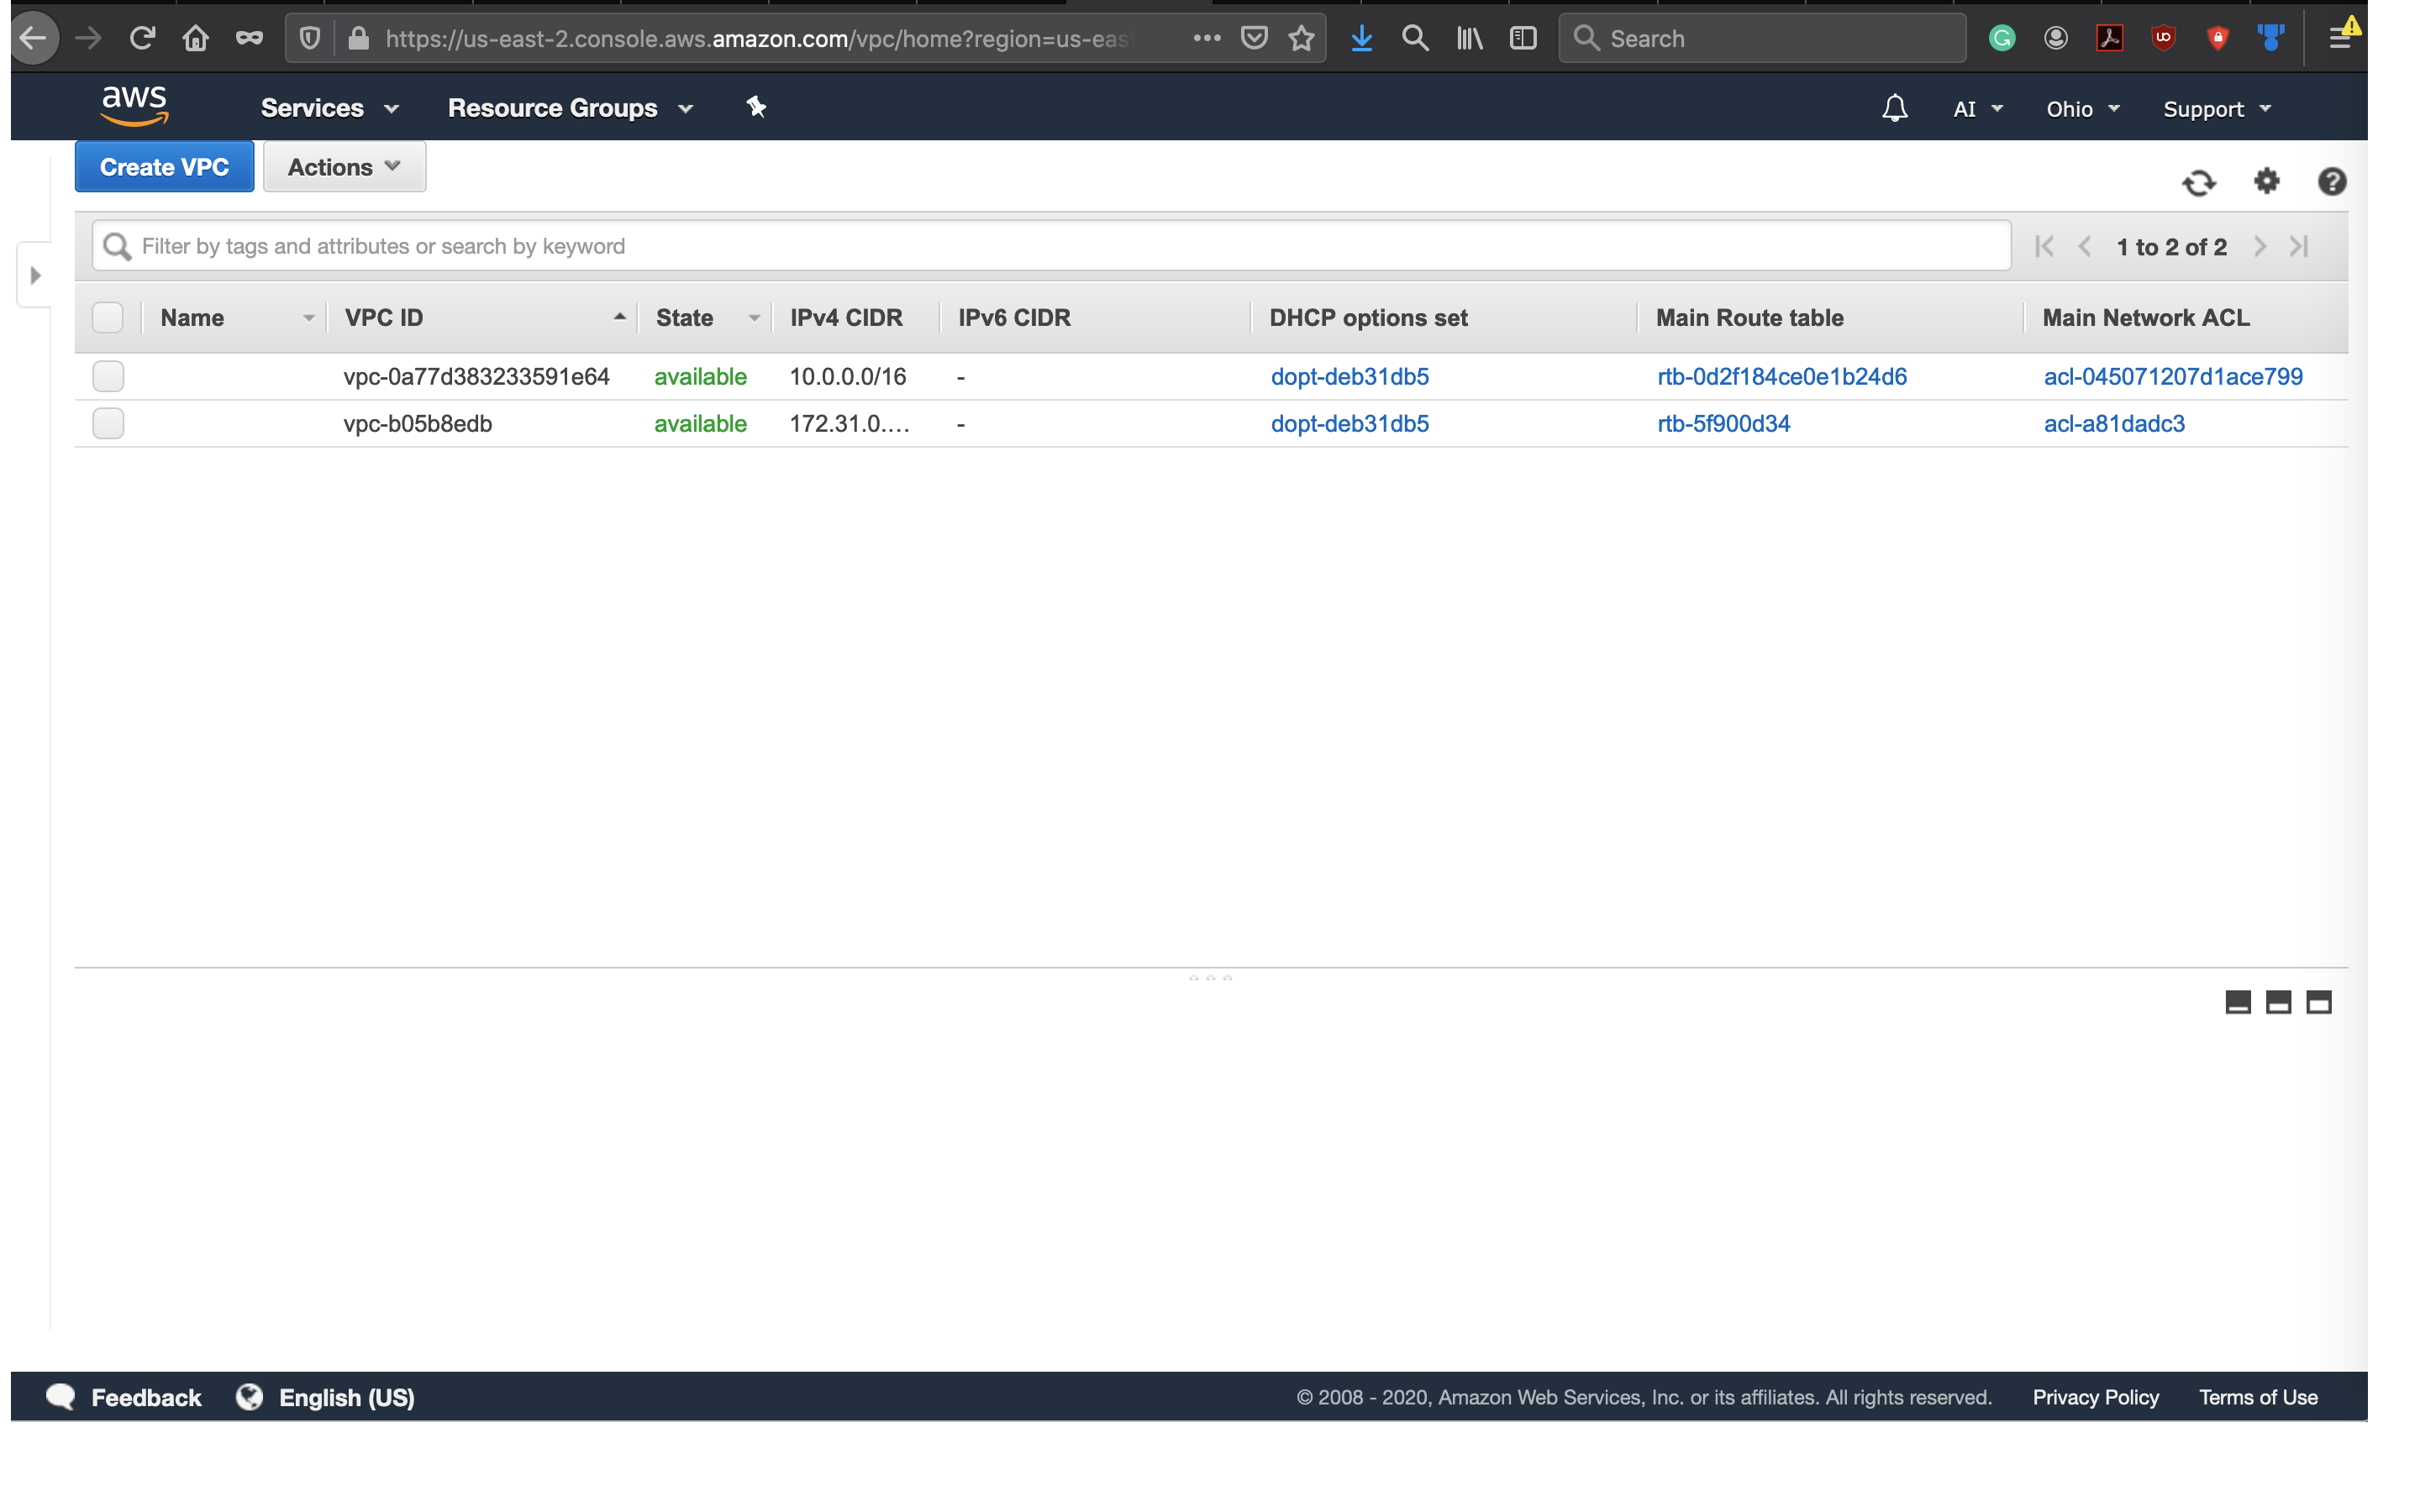 https://us-east-2.console.aws.amazon.com/vpc/home?region=us-eas
Search
aws
Services
Resource Groups
AI
Ohio
Support
Create VPC
Actions
Filter by tags and attributes or search by keyword
1 to 2 of 2
Name VPC ID State IPv4 CIDR IPv6 CIDR DHCP options set Main Route table Main Network ACL
vpc-0a77d383233591e64 available 10.0.0.0/16 - dopt-deb31db5 rtb-0d2f184ce0e1b24d6 acl-045071207d1ace799
vpc-b05b8edb available 172.31.0.... - dopt-deb31db5 rtb-5f900d34 acl-a81dadc3
Feedback
English (US)
© 2008 - 2020, Amazon Web Services, Inc. or its affiliates. All rights reserved.
Privacy Policy
Terms of Use